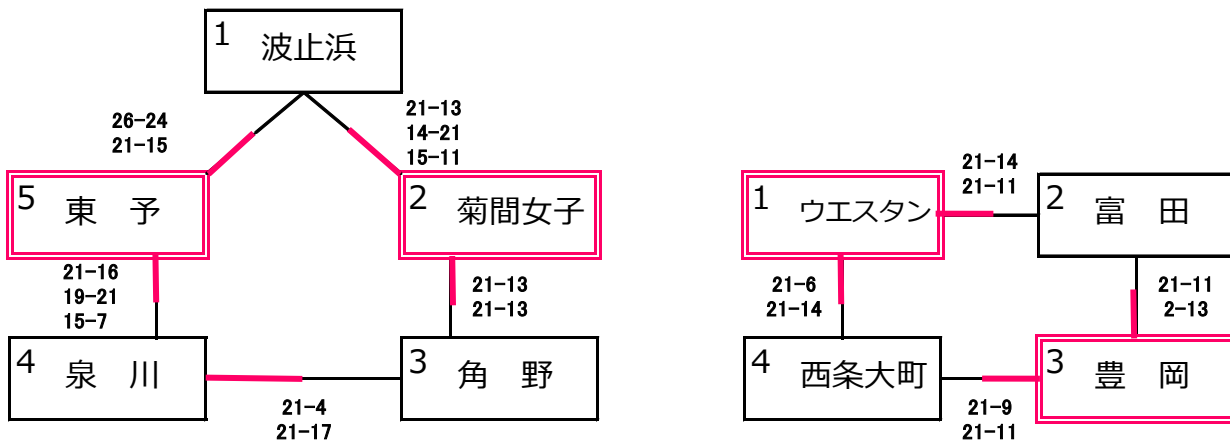 1 波止浜
26-24
21-15
21-13
14-21
15-11
5 東 予
2 菊間女子
21-16
19-21
15-7
21-13
21-13
4 泉 川
3 角 野
21-4
21-17
21-14
21-11
1 ウエスタン
2 富 田
21-6
21-14
21-11
2-13
4 西条大町
3 豊 岡
21-9
21-11